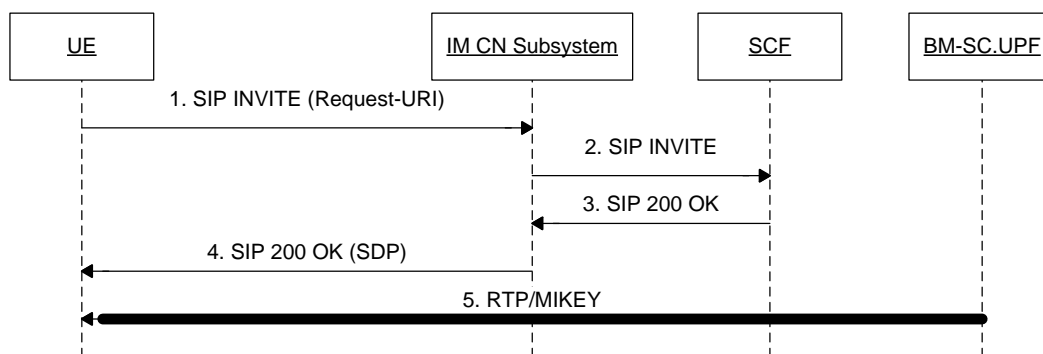 UE
IM CN Subsystem
SCF
BM-SC.UPF
1. SIP INVITE (Request-URI)
2. SIP INVITE
3. SIP 200 OK
4. SIP 200 OK (SDP)
5. RTP/MIKEY